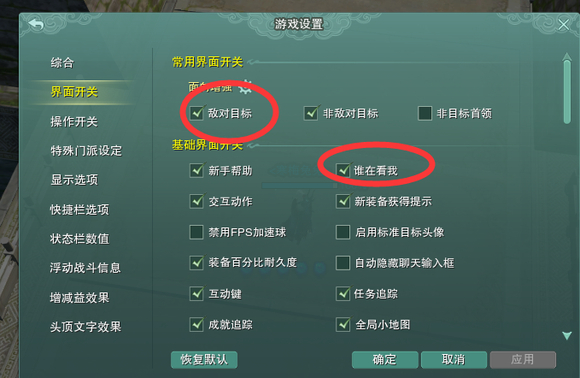 游戏设置
综合
界面开关
操作开关
特殊门派设定
显示选项
快捷栏选项
状态栏数值
浮动战斗信息
增减益效果
头顶文字效果
常用界面开关
面向增强
敌对目标 非敌对目标 非目标首领
基础界面开关
新手帮助 谁在看我
交互动作 新装备获得提示
禁用FPS加速球 启用标准目标头像
装备百分比耐久度 自动隐藏聊天输入框
互动键 任务追踪
成就追踪 全局小地图
恢复默认 确定 取消 应用